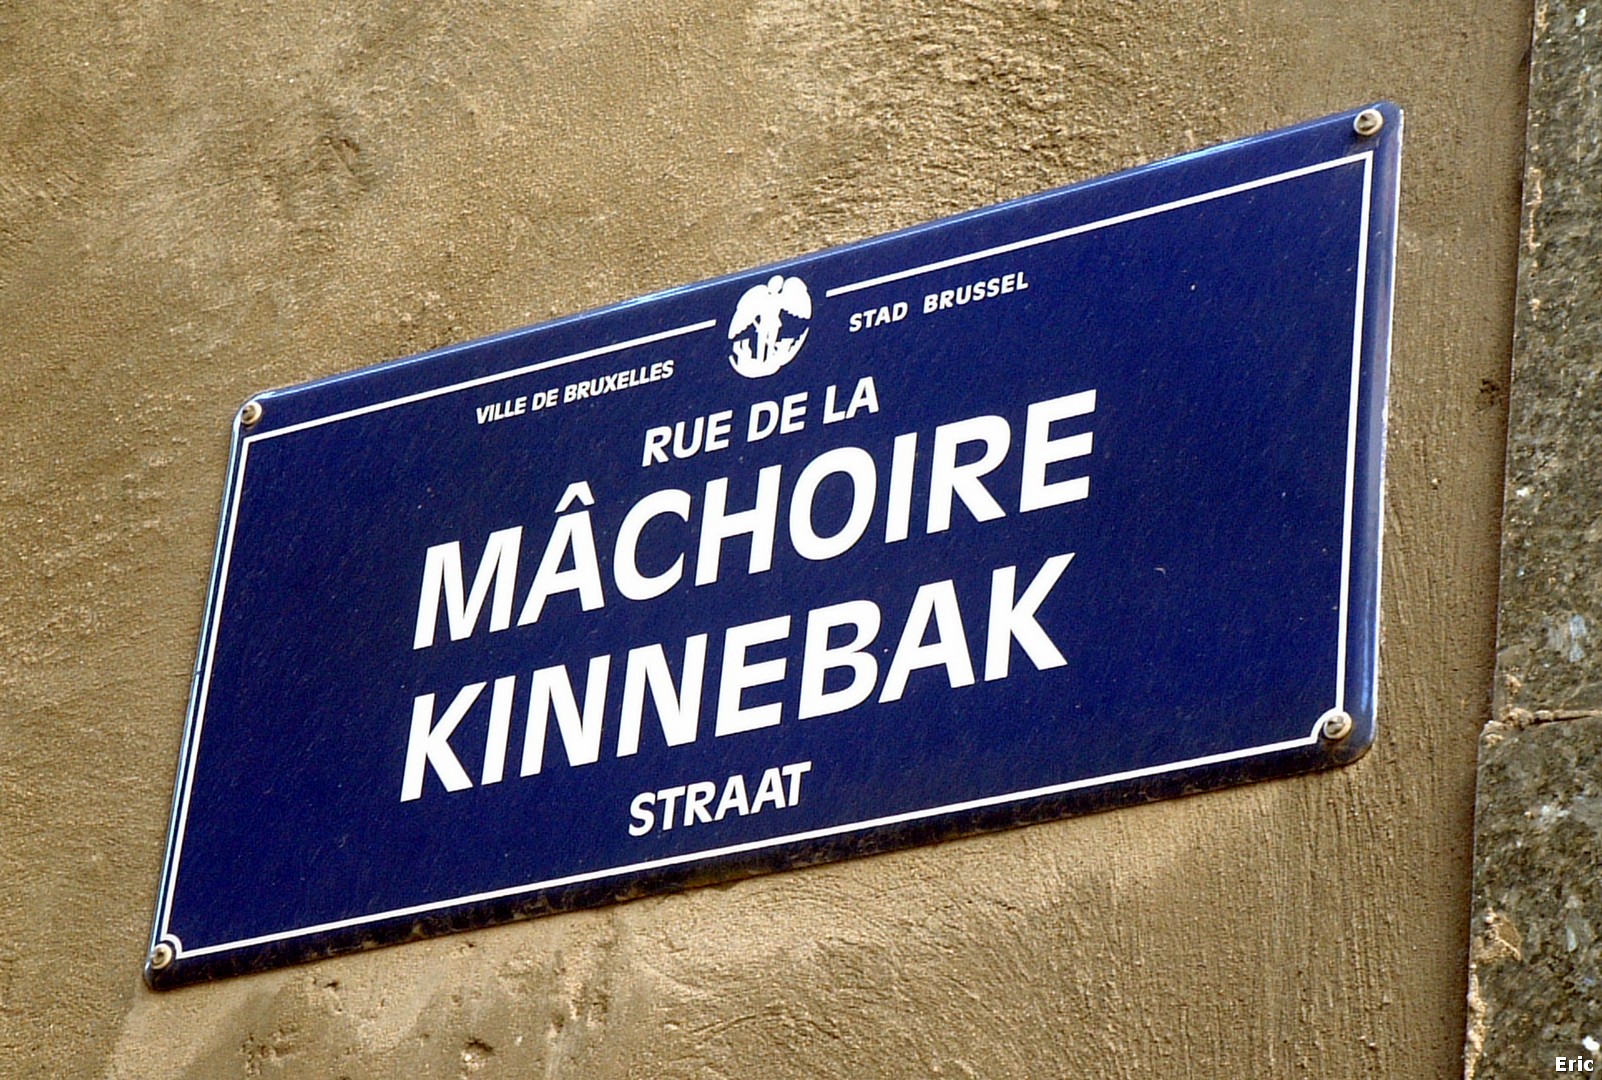 VILLE DE BRUXELLES
STAD BRUSSEL
RUE DE LA
MÂCHOIRE
KINNEBAK
STRAAT
Eric